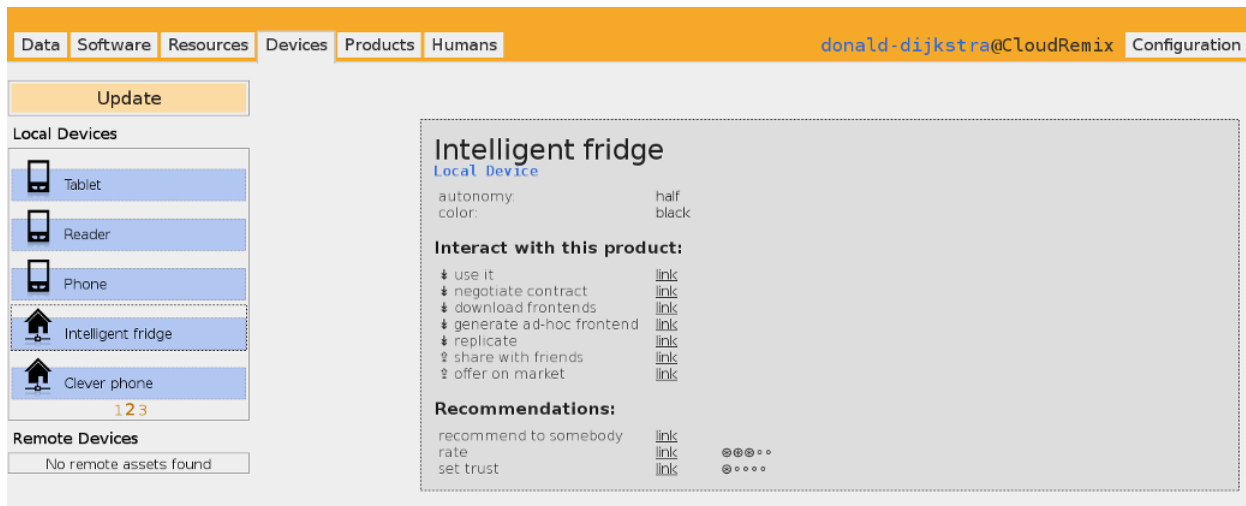 Data Software Resources Devices Products Humans donald-dijkstra@CloudRemix Configuration
Update
Local Devices
Tablet
Reader
Phone
Intelligent fridge
Clever phone
1 2 3
Remote Devices
No remote assets found
Intelligent fridge
Local Device
autonomy: half
color: black
Interact with this product:
use it link
negotiate contract link
download frontends link
generate ad-hoc frontend link
replicate link
share with friends link
offer on market link
Recommendations:
recommend to somebody link
rate link
set trust link